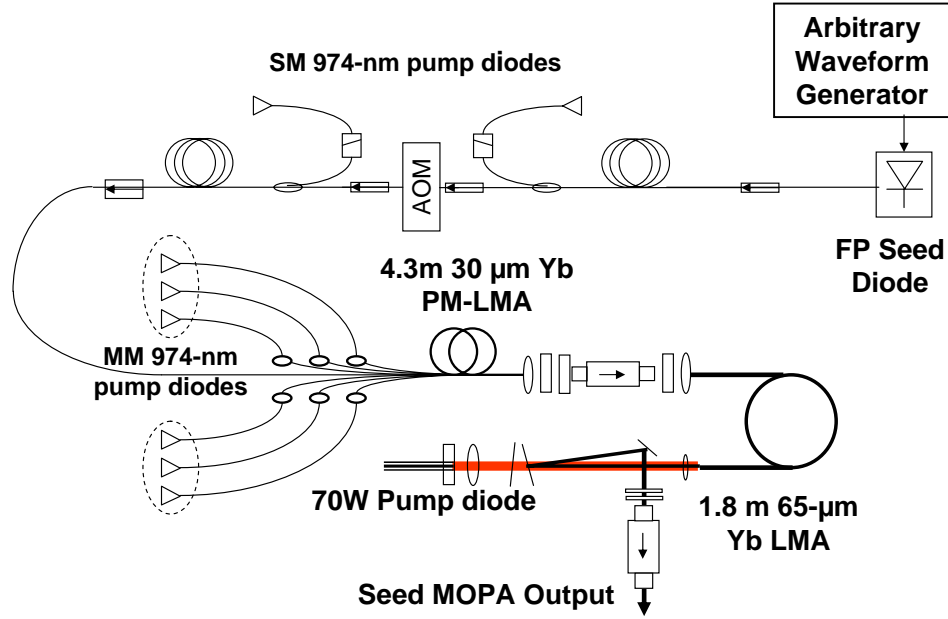 Arbitrary
Waveform
Generator
SM 974-nm pump diodes
AOM
FP Seed
Diode
4.3m 30 µm Yb
PM-LMA
MM 974-nm
pump diodes
70W Pump diode
1.8 m 65-µm
Yb LMA
Seed MOPA Output